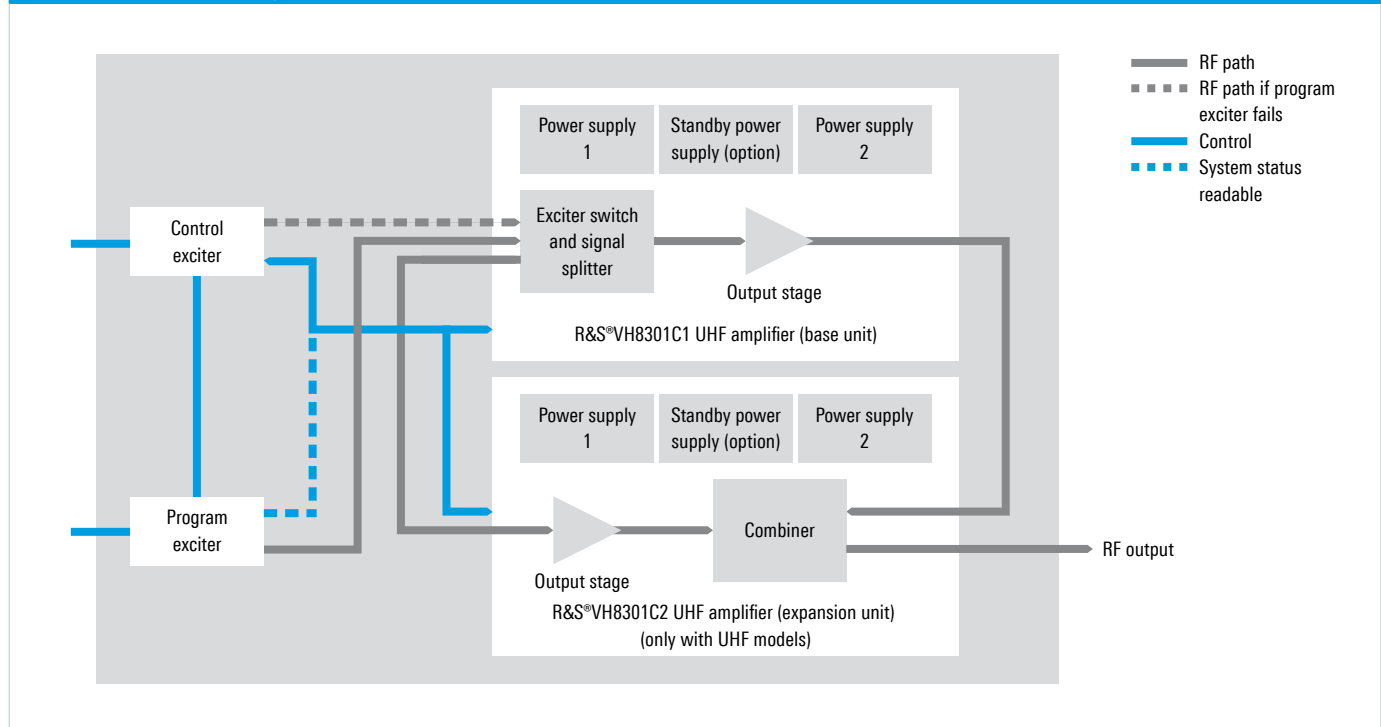 RF path
RF path if program
exciter fails
Control
System status
readable
Power supply
1
Standby power
supply (option)
Power supply
2
Control
exciter
Exciter switch
and signal
splitter
Output stage
R&S®VH8301C1 UHF amplifier (base unit)
Power supply
1
Standby power
supply (option)
Power supply
2
Program
exciter
Combiner
RF output
Output stage
R&S®VH8301C2 UHF amplifier (expansion unit)
(only with UHF models)